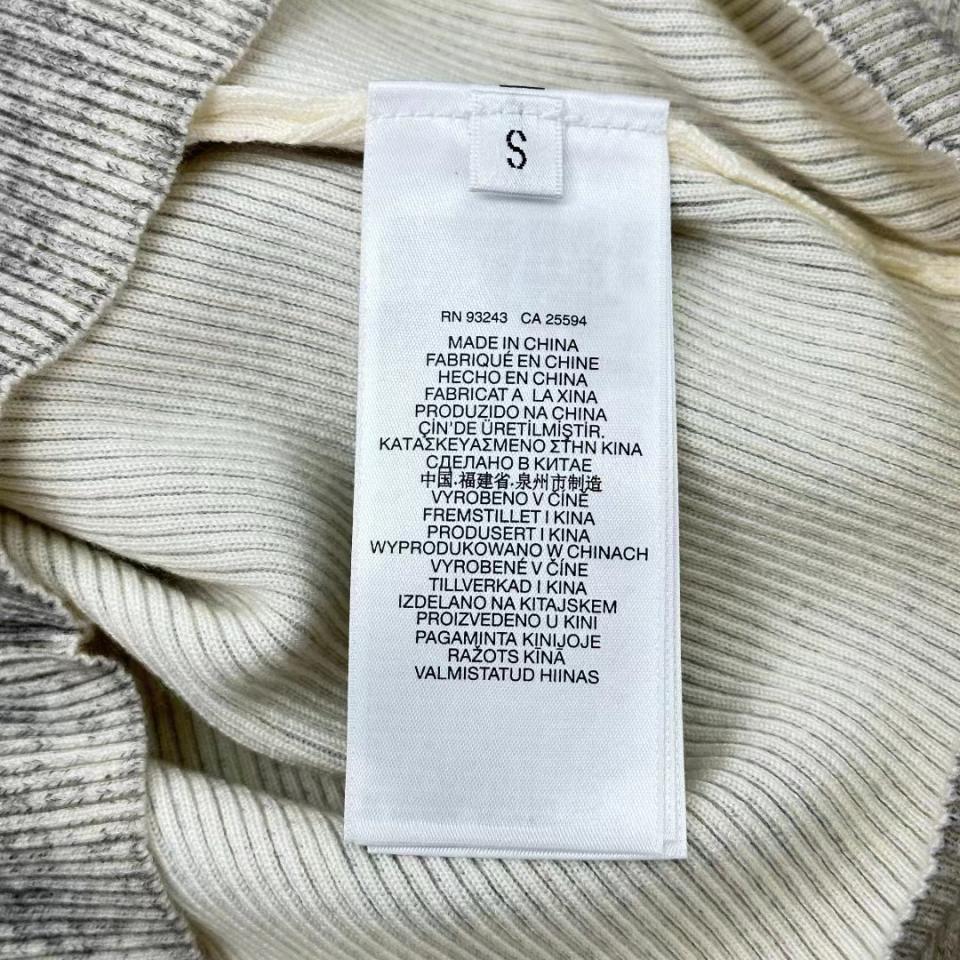 S
RN 93243 CA 25594
MADE IN CHINA
FABRIQUÉ EN CHINE
HECHO EN CHINA
FABRICAT A LA XINA
PRODUZIDO NA CHINA
ÇİN'DE ÜRETİLMİŞTİR.
ΚΑΤΑΣΚΕΥΑΣΜΕΝΟ ΣΤΗΝ ΚΙΝΑ
СДЕЛАНО В КИТАЕ
中国.福建省.泉州市制造
VYROBENO V ČÍNĚ
FREMSTILLET I KINA
PRODUSERT I KINA
WYPRODUKOWANO W CHINACH
VYROBENÉ V ČÍNE
TILLVERKAD I KINA
IZDELANO NA KITAJSKEM
PROIZVEDENO U KINI
PAGAMINTA KINIJOJE
RAŽOTS KĪNĀ
VALMISTATUD HIINAS